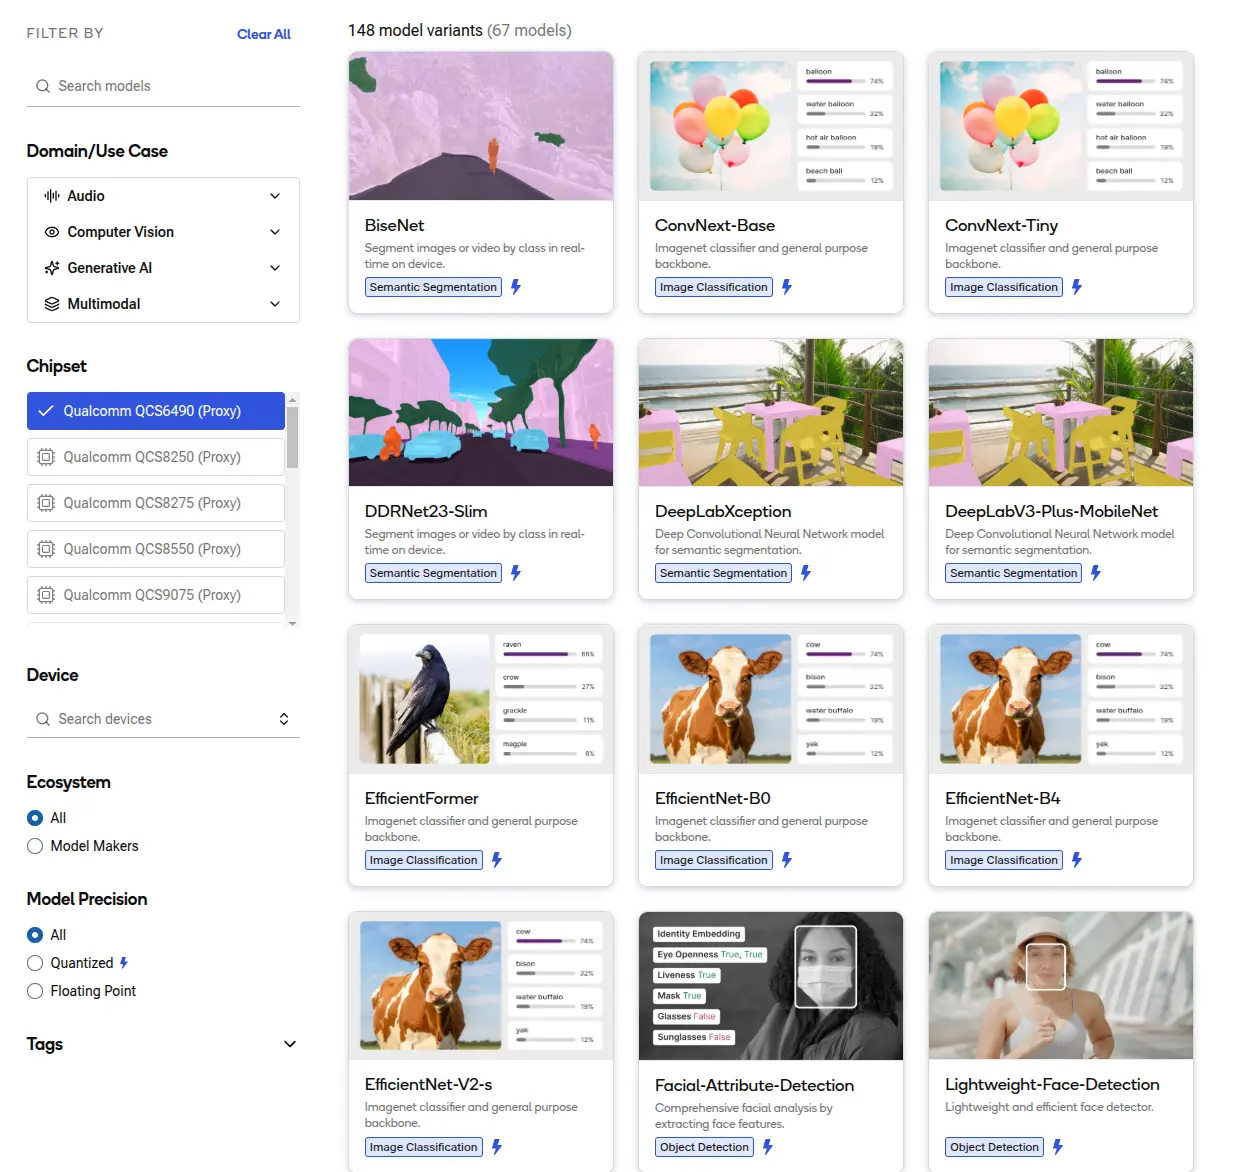 FILTER BY
Clear All
Search models
Domain/Use Case
Audio
Computer Vision
Generative AI
Multimodal
Chipset
Qualcomm QCS6490 (Proxy)
Qualcomm QCS8250 (Proxy)
Qualcomm QCS8275 (Proxy)
Qualcomm QCS8550 (Proxy)
Qualcomm QCS9075 (Proxy)
Device
Search devices
Ecosystem
All
Model Makers
Model Precision
All
Quantized
Floating Point
Tags
148 model variants (67 models)
BiseNet
Segment images or video by class in real-
time on device.
Semantic Segmentation
balloon
74%
water balloon
32%
hot air balloon
19%
beach ball
12%
ConvNext-Base
Imagenet classifier and general purpose
backbone.
Image Classification
balloon
74%
water balloon
32%
hot air balloon
19%
beach ball
12%
ConvNext-Tiny
Imagenet classifier and general purpose
backbone.
Image Classification
DDRNet23-Slim
Segment images or video by class in real-
time on device.
Semantic Segmentation
DeepLabXception
Deep Convolutional Neural Network model
for semantic segmentation.
Semantic Segmentation
DeepLabV3-Plus-MobileNet
Deep Convolutional Neural Network model
for semantic segmentation.
Semantic Segmentation
raven
86%
crow
27%
grackle
11%
magpie
6%
EfficientFormer
Imagenet classifier and general purpose
backbone.
Image Classification
cow
74%
bison
32%
water buffalo
19%
yak
12%
EfficientNet-B0
Imagenet classifier and general purpose
backbone.
Image Classification
cow
74%
bison
32%
water buffalo
19%
yak
12%
EfficientNet-B4
Imagenet classifier and general purpose
backbone.
Image Classification
cow
74%
bison
32%
water buffalo
19%
yak
12%
EfficientNet-V2-s
Imagenet classifier and general purpose
backbone.
Image Classification
Identity Embedding
Eye Openness True, True
Liveness True
Mask True
Glasses False
Sunglasses False
Facial-Attribute-Detection
Comprehensive facial analysis by
extracting face features.
Object Detection
Lightweight-Face-Detection
Lightweight and efficient face detector.
Object Detection